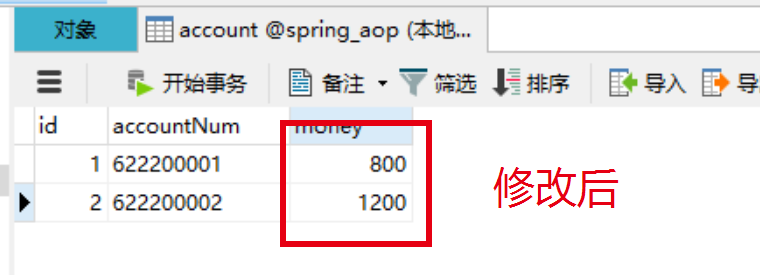 对象 account @spring_aop (本地...
开始事务 备注 筛选 排序 导入
id accountNum money
1 622200001 800
2 622200002 1200
修改后